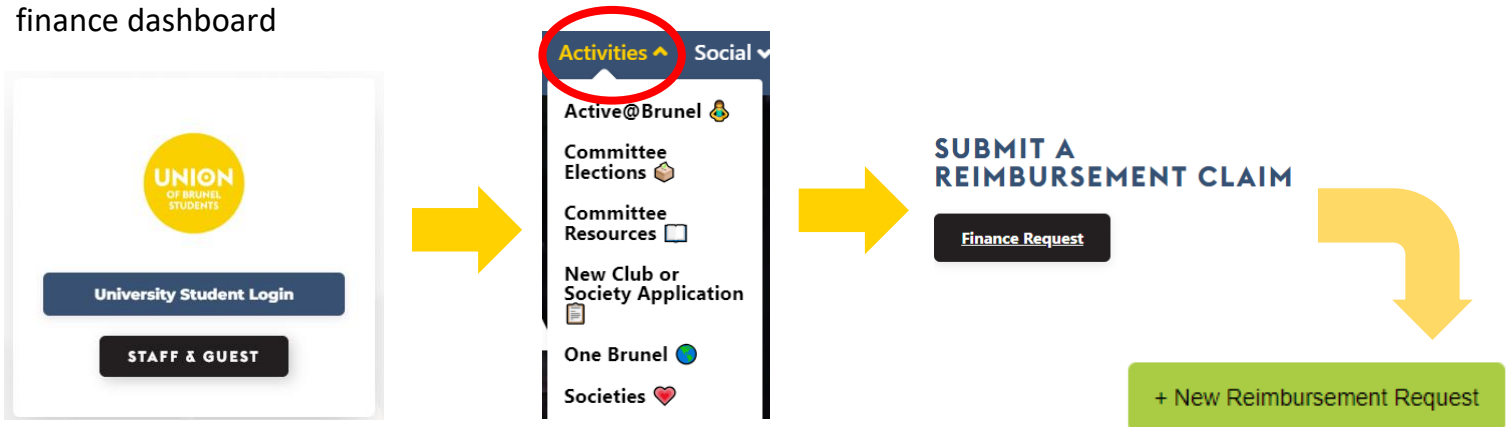 finance dashboard
UNION
OF BRUNEL
STUDENTS
University Student Login
STAFF & GUEST
Activities
Social
Active@Brunel
Committee
Elections
Committee
Resources
New Club or
Society Application
One Brunel
Societies
SUBMIT A
REIMBURSEMENT CLAIM
Finance Request
+ New Reimbursement Request